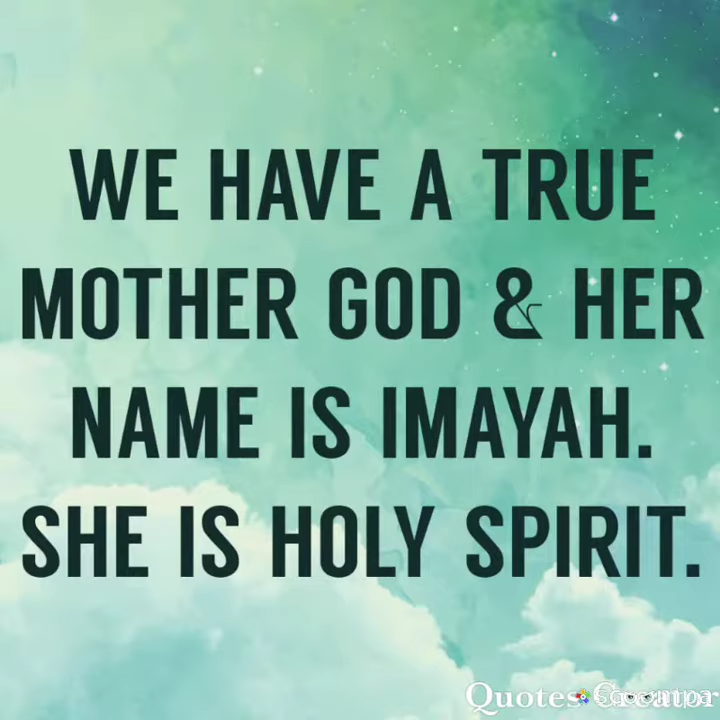 WE HAVE A TRUE
MOTHER GOD & HER
NAME IS IMAYAH.
SHE IS HOLY SPIRIT.
Quotes Creator